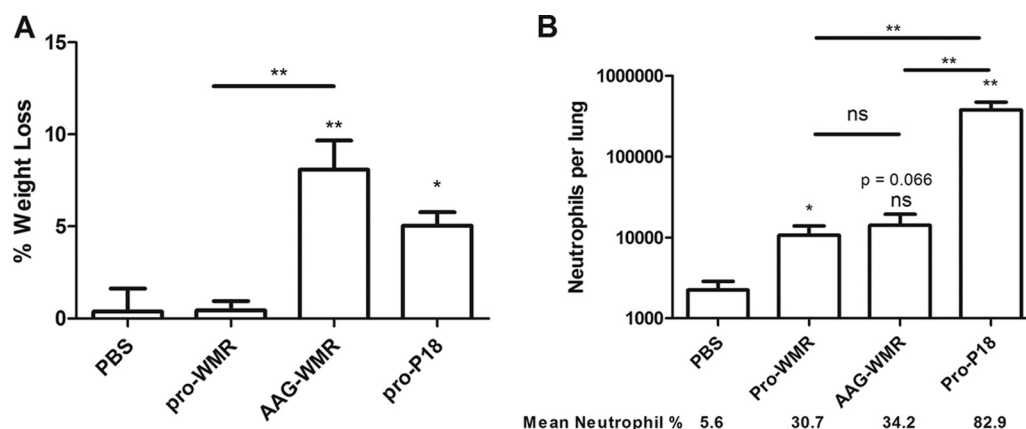 A
15
10
5
0
% Weight Loss
**
**
*
PBS
pro-WMR
AAG-WMR
pro-P18
B
1000000
100000
10000
1000
Neutrophils per lung
**
**
**
ns
p = 0.066
ns
*
PBS
Pro-WMR
AAG-WMR
Pro-P18
Mean Neutrophil % 5.6 30.7 34.2 82.9